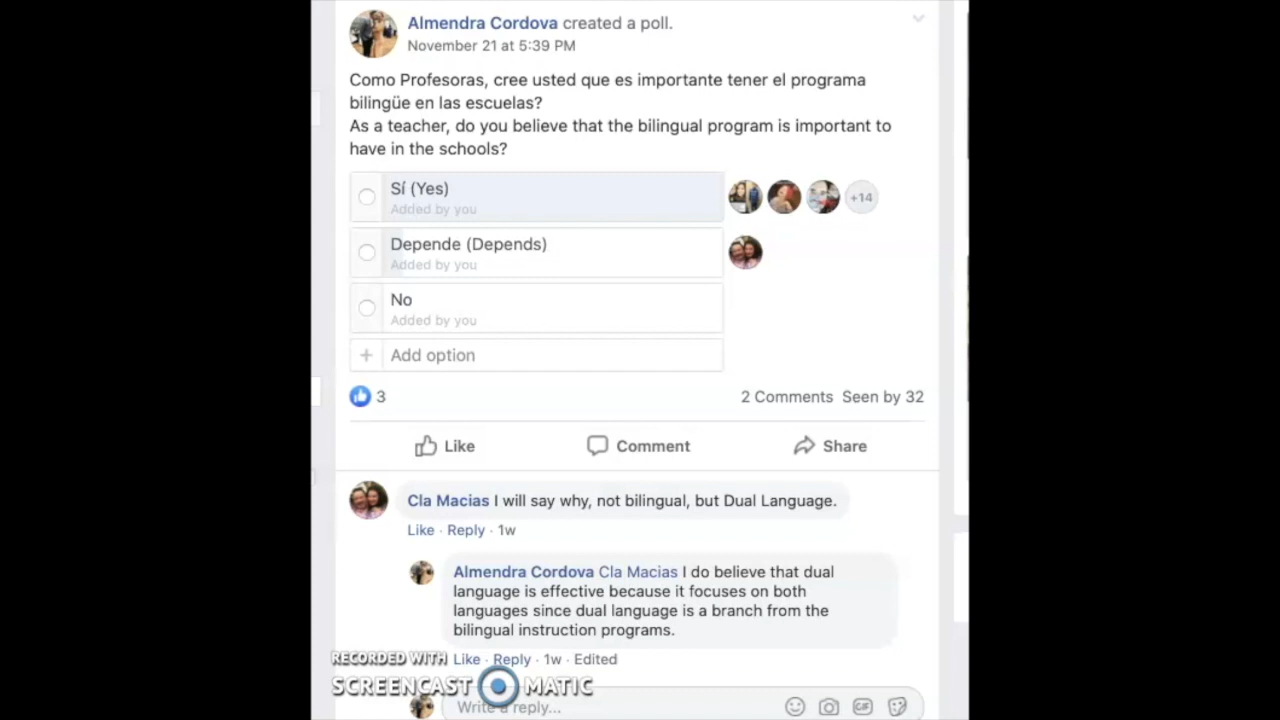 Almendra Cordova created a poll.
November 21 at 5:39 PM
Como Profesoras, cree usted que es importante tener el programa
bilingüe en las escuelas?
As a teacher, do you believe that the bilingual program is important to
have in the schools?
Sí (Yes)
Added by you
+14
Depende (Depends)
Added by you
No
Added by you
+ Add option
3
2 Comments Seen by 32
Like Comment Share
Cla Macias I will say why, not bilingual, but Dual Language.
Like · Reply · 1w
Almendra Cordova Cla Macias I do believe that dual
language is effective because it focuses on both
languages since dual language is a branch from the
bilingual instruction programs.
Like · Reply · 1w · Edited
RECORDED WITH
SCREENCAST MATIC
Write a reply...
GIF